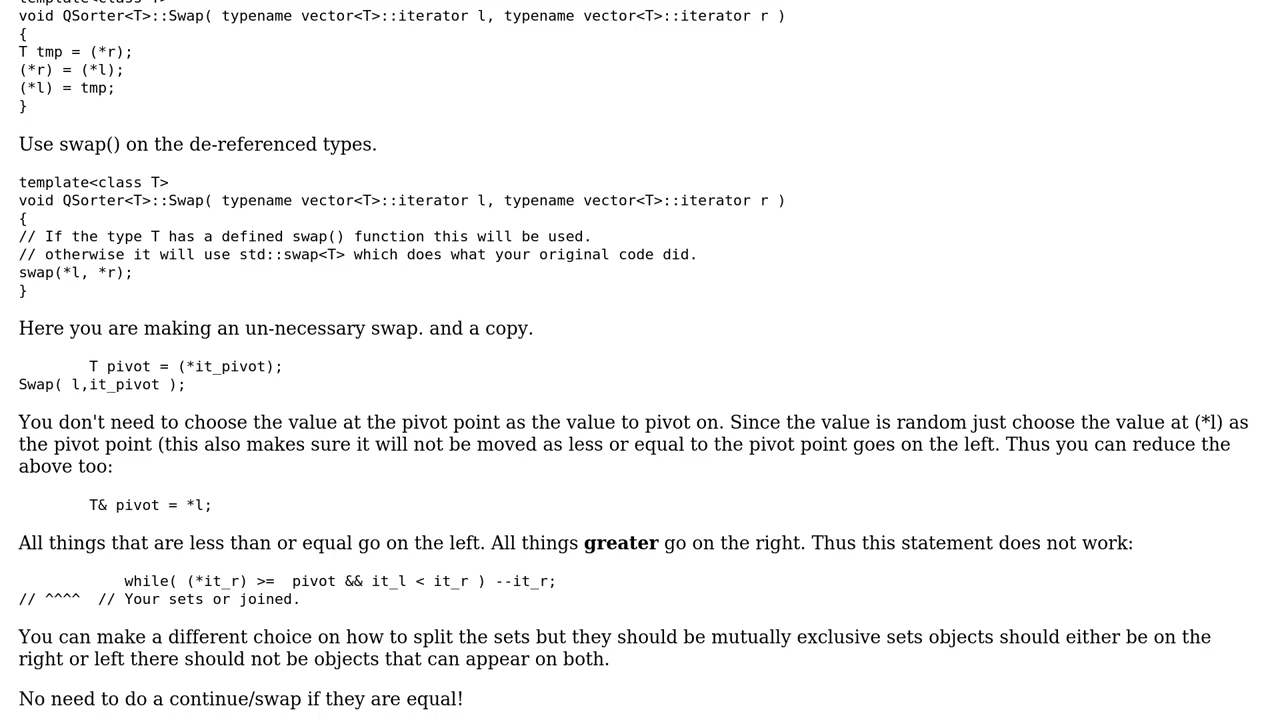 template<class T>
void QSorter<T>::Swap( typename vector<T>::iterator l, typename vector<T>::iterator r )
{
T tmp = (*r);
(*r) = (*l);
(*l) = tmp;
}
Use swap() on the de-referenced types.
template<class T>
void QSorter<T>::Swap( typename vector<T>::iterator l, typename vector<T>::iterator r )
{
// If the type T has a defined swap() function this will be used.
// otherwise it will use std::swap<T> which does what your original code did.
swap(*l, *r);
}
Here you are making an un-necessary swap. and a copy.
T pivot = (*it_pivot);
Swap( l,it_pivot );
You don't need to choose the value at the pivot point as the value to pivot on. Since the value is random just choose the value at (*l) as
the pivot point (this also makes sure it will not be moved as less or equal to the pivot point goes on the left. Thus you can reduce the
above too:
T& pivot = *l;
All things that are less than or equal go on the left. All things greater go on the right. Thus this statement does not work:
while( (*it_r) >=  pivot && it_l < it_r ) --it_r;
// ^^^^  // Your sets or joined.
You can make a different choice on how to split the sets but they should be mutually exclusive sets objects should either be on the
right or left there should not be objects that can appear on both.
No need to do a continue/swap if they are equal!